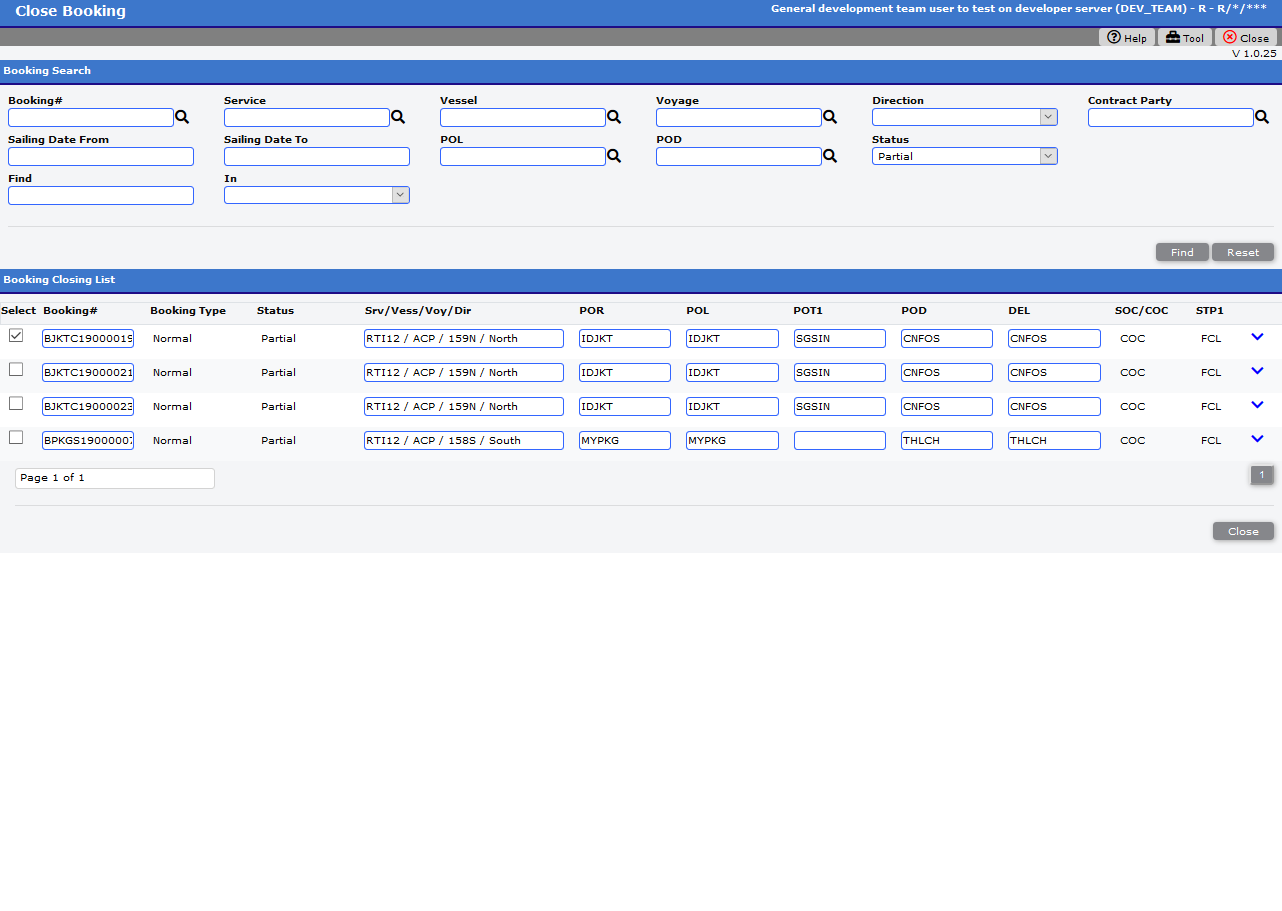 Close Booking
General development team user to test on developer server (DEV_TEAM) - R - R/*/***
Help Tool Close
V 1.0.25
Booking Search
Booking# Service Vessel Voyage Direction Contract Party
Sailing Date From Sailing Date To POL POD Status
Partial
Find In
Find Reset
Booking Closing List
Select Booking# Booking Type Status Srv/Vess/Voy/Dir POR POL POT1 POD DEL SOC/COC STP1
BJKTC19000019 Normal Partial RTI12 / ACP / 159N / North IDJKT IDJKT SGSIN CNFOS CNFOS COC FCL
BJKTC19000021 Normal Partial RTI12 / ACP / 159N / North IDJKT IDJKT SGSIN CNFOS CNFOS COC FCL
BJKTC19000023 Normal Partial RTI12 / ACP / 159N / North IDJKT IDJKT SGSIN CNFOS CNFOS COC FCL
BPKGS19000007 Normal Partial RTI12 / ACP / 158S / South MYPKG MYPKG THLCH THLCH COC FCL
Page 1 of 1
1
Close